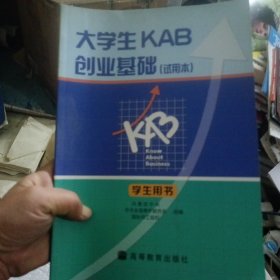 大学生KAB
创业基础(试用本)
KAB
Know
About
Business
学生用书
高等教育出版社